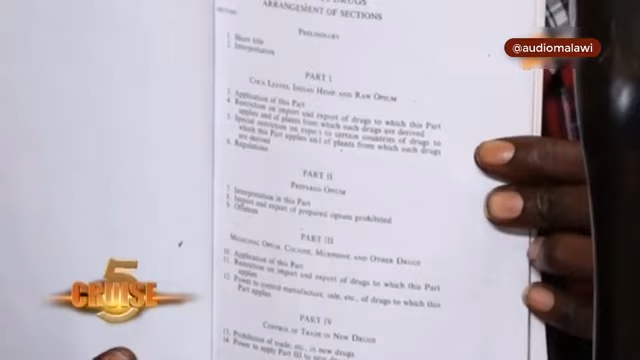 DRUGS
ARRANGEMENT OF SECTIONS
SECTION
PRELIMINARY
1. Short title
2. Interpretation
PART I
COCA LEAVES, INDIAN HEMP AND RAW OPIUM
3. Application of this Part
4. Restriction on import and export of drugs to which this Part
applies and of plants from which such drugs are derived
5. Special restriction on export to certain countries of drugs to
which this Part applies and of plants from which such drugs
are derived
6. Regulations
PART II
PREPARED OPIUM
7. Interpretation in this Part
8. Import and export of prepared opium prohibited
9. Offences
PART III
MEDICINAL OPIUM, COCAINE, MORPHINE AND OTHER DRUGS
10. Application of this Part
11. Restriction on import and export of drugs to which this Part
applies
12. Power to control manufacture, sale, etc., of drugs to which this
Part applies
PART IV
CONTROL OF TRADE IN NEW DRUGS
13. Prohibition of trade, etc., in new drugs
14. Power to apply Part III to new drugs
@audiomalawi
CRUISE
5